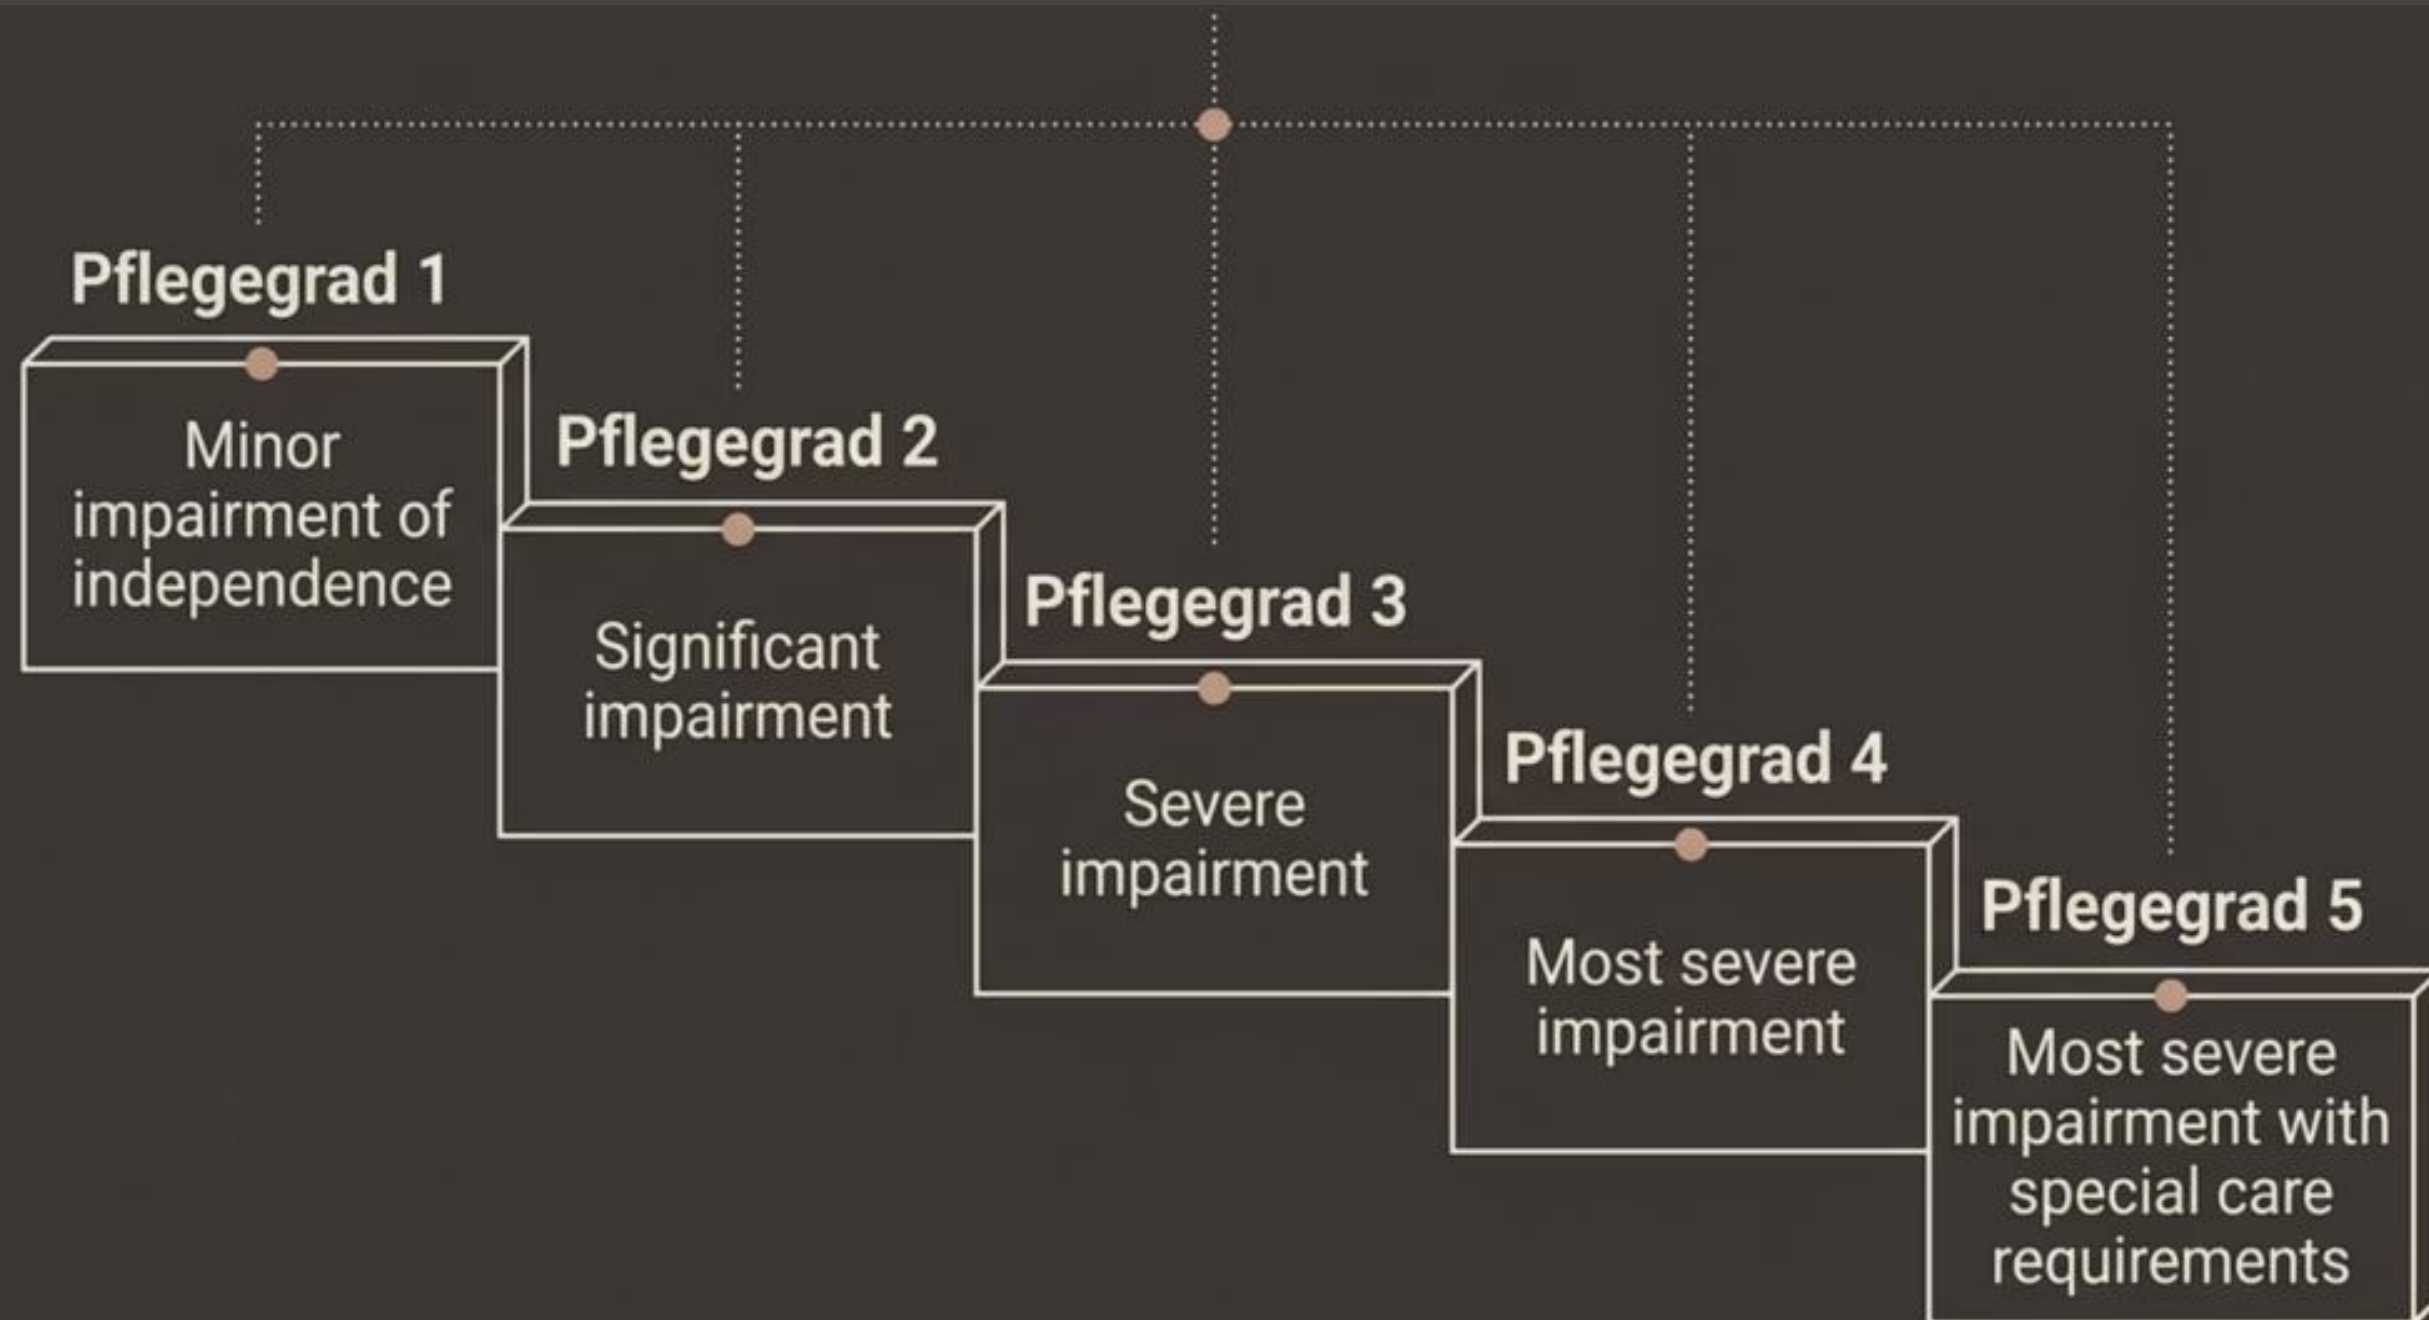 Pflegegrad 1
Minor
impairment of
independence
Pflegegrad 2
Significant
impairment
Pflegegrad 3
Severe
impairment
Pflegegrad 4
Most severe
impairment
Pflegegrad 5
Most severe
impairment with
special care
requirements